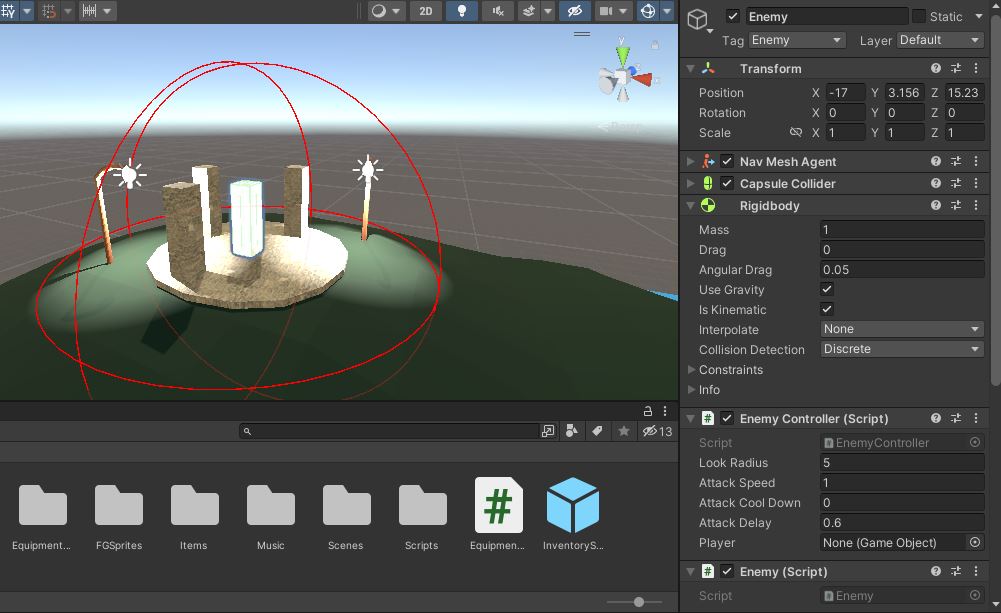 2D
Enemy
Static
Tag Enemy
Layer Default
Transform
Position X -17 Y 3.156 Z 15.23
Rotation X 0 Y 0 Z 0
Scale X 1 Y 1 Z 1
Nav Mesh Agent
Capsule Collider
Rigidbody
Mass 1
Drag 0
Angular Drag 0.05
Use Gravity
Is Kinematic
Interpolate None
Collision Detection Discrete
Constraints
Info
Enemy Controller (Script)
Script # EnemyController
Look Radius 5
Attack Speed 1
Attack Cool Down 0
Attack Delay 0.6
Player None (Game Object)
Enemy (Script)
Script # Enemy
y
< Persp
13
#
Equipment...
FGSprites
Items
Music
Scenes
Scripts
Equipmen...
InventoryS...